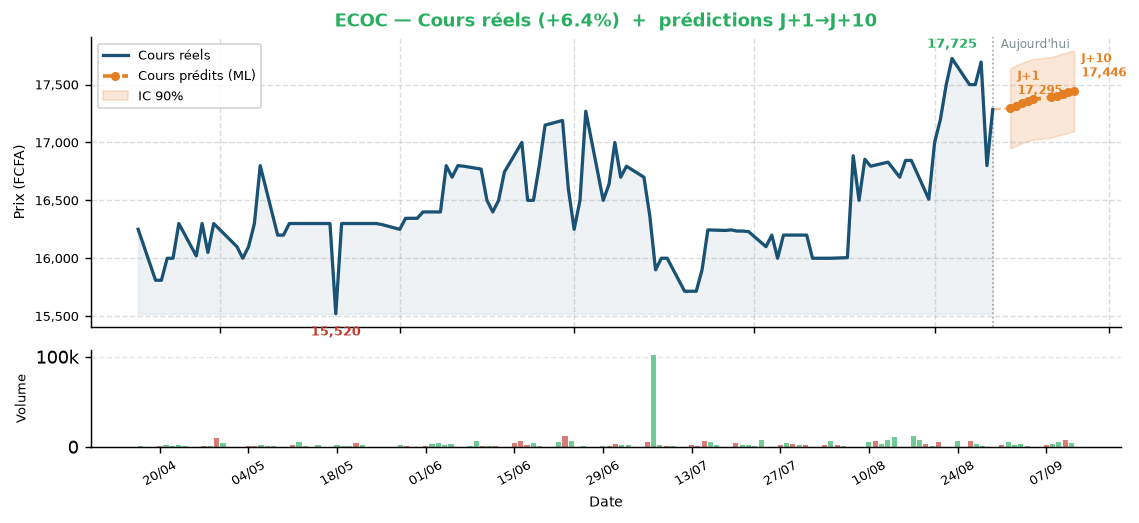 ECOC — Cours réels (+6.4%) + prédictions J+1→J+10
Cours réels
Cours prédits (ML)
IC 90%
17,725
Aujourd'hui
J+10
17,446
J+1
17,295
Prix (FCFA)
17,500
17,000
16,500
16,000
15,500
15,520
Volume
100k
0
20/04
04/05
18/05
01/06
15/06
29/06
13/07
27/07
10/08
24/08
07/09
Date